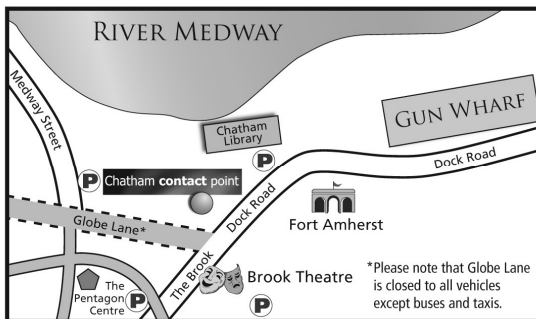 RIVER MEDWAY
Medway Street
Chatham
Library
GUN WHARF
P
P
Chatham contact point
Dock Road
Dock Road
Fort Amherst
Globe Lane*
The Brook
Brook Theatre
The
Pentagon
Centre
P
P
*Please note that Globe Lane
is closed to all vehicles
except buses and taxis.